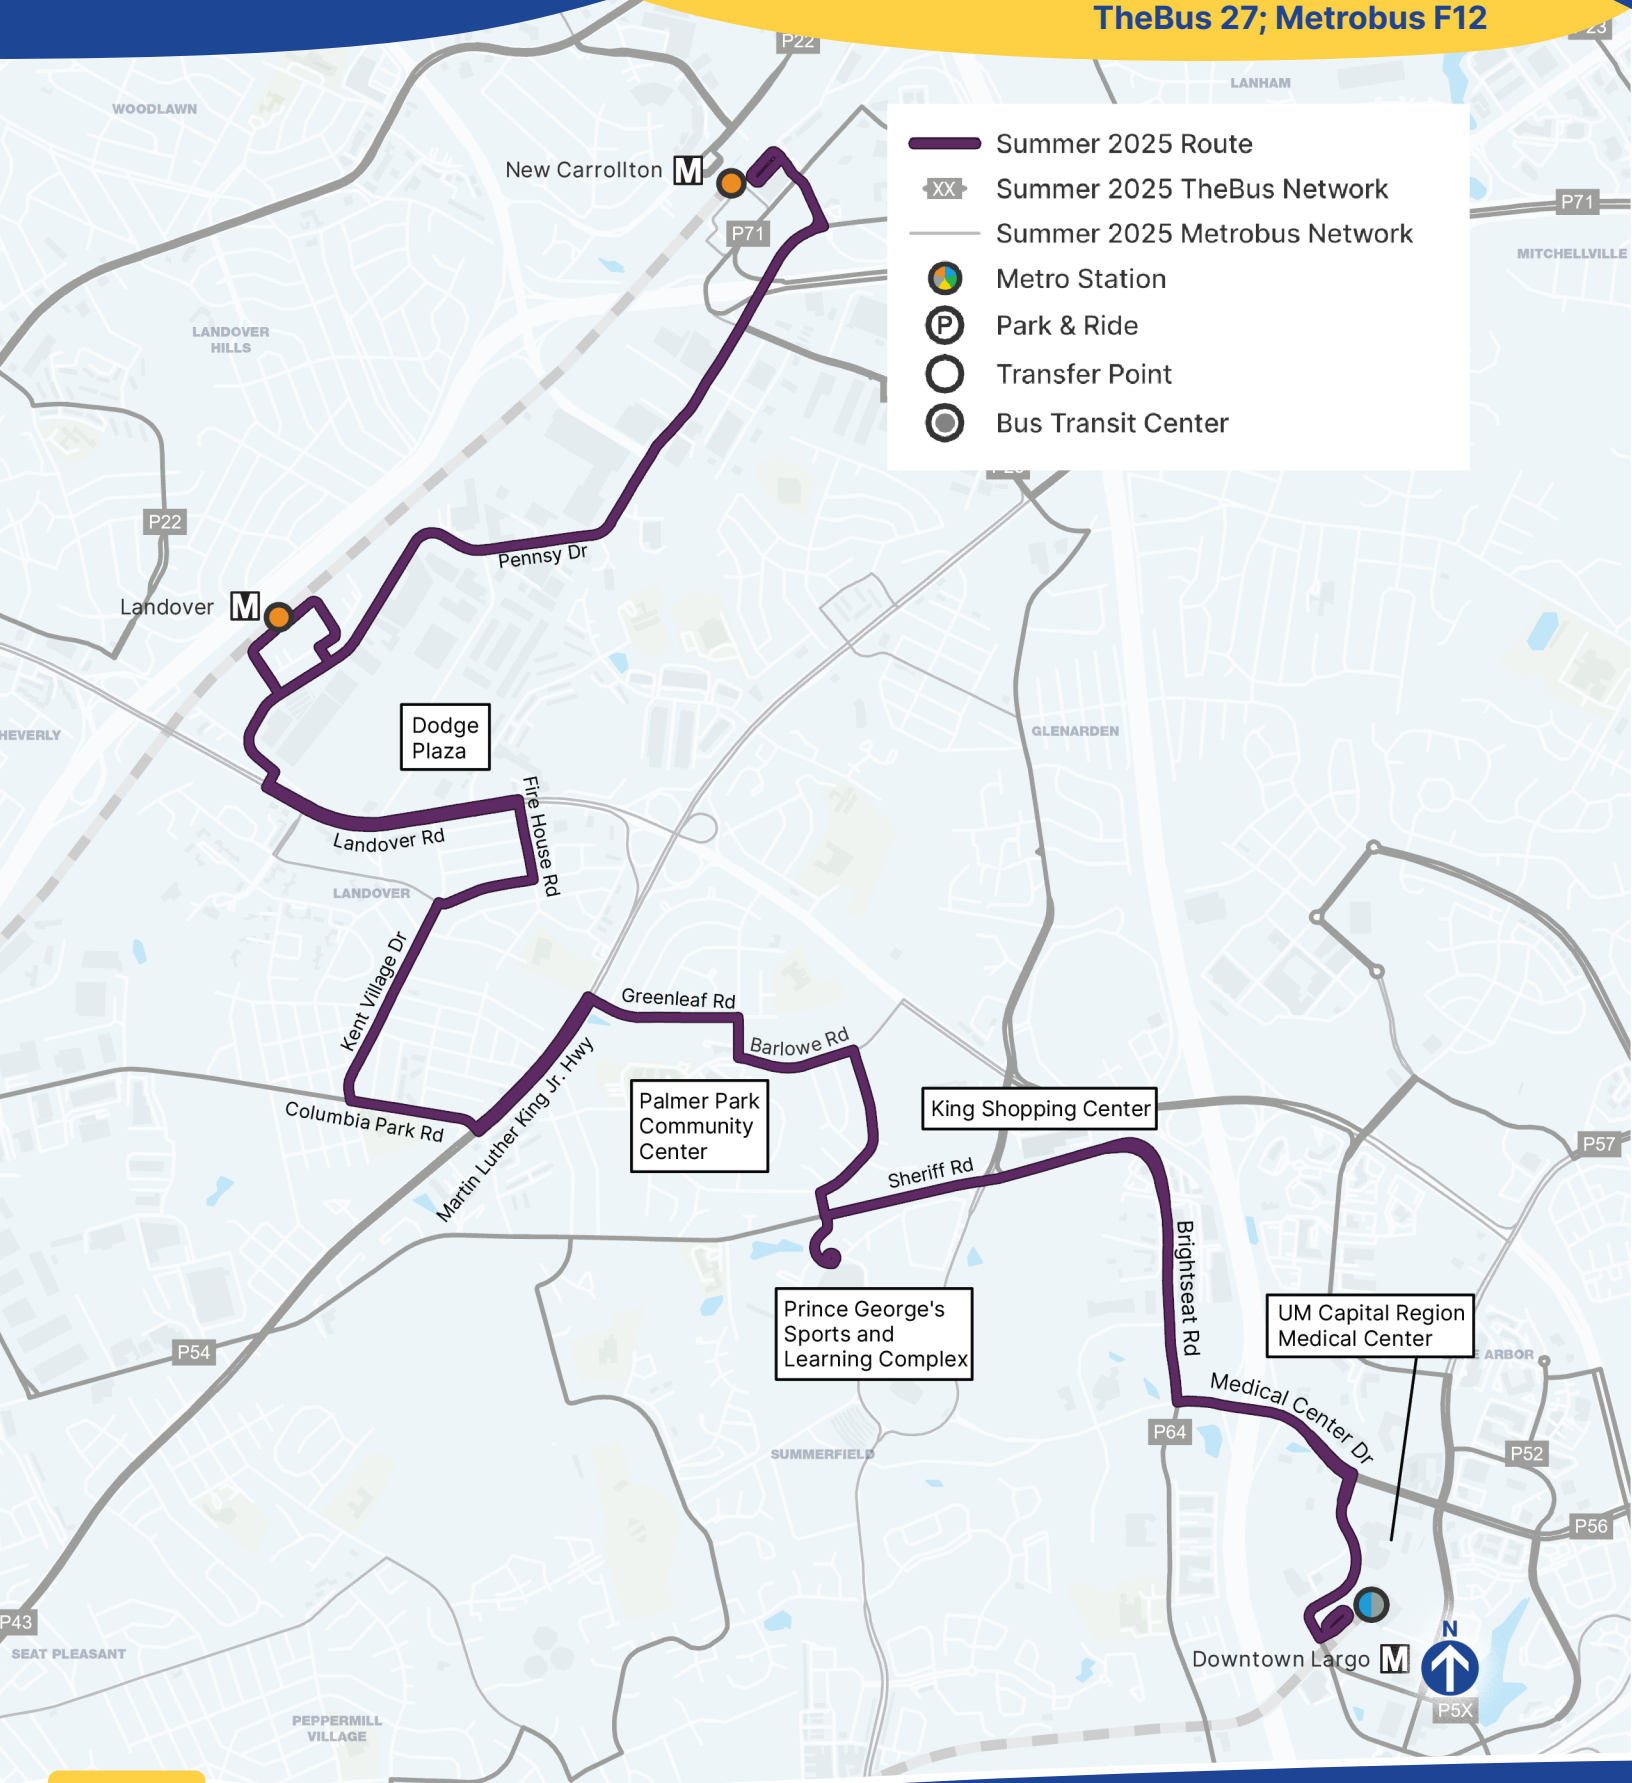 TheBus 27; Metrobus F12
P22
LANHAM
WOODLAWN
Summer 2025 Route
XX Summer 2025 TheBus Network
Summer 2025 Metrobus Network
Metro Station
P Park & Ride
Transfer Point
Bus Transit Center
New Carrollton M
P71
P71
MITCHELLVILLE
LANDOVER
HILLS
P22
Pennsy Dr
Landover M
HEVERLY
Dodge
Plaza
GLENARDEN
Fire House Rd
Landover Rd
LANDOVER
Kent Village Dr
Greenleaf Rd
Barlowe Rd
Columbia Park Rd
Martin Luther King Jr. Hwy
Palmer Park
Community
Center
King Shopping Center
P57
Sheriff Rd
Brightseat Rd
Prince George's
Sports and
Learning Complex
UM Capital Region
Medical Center
ARBOR
P54
Medical Center Dr
P64
SUMMERFIELD
P52
P56
P43
SEAT PLEASANT
Downtown Largo M
N
P5X
PEPPERMILL
VILLAGE